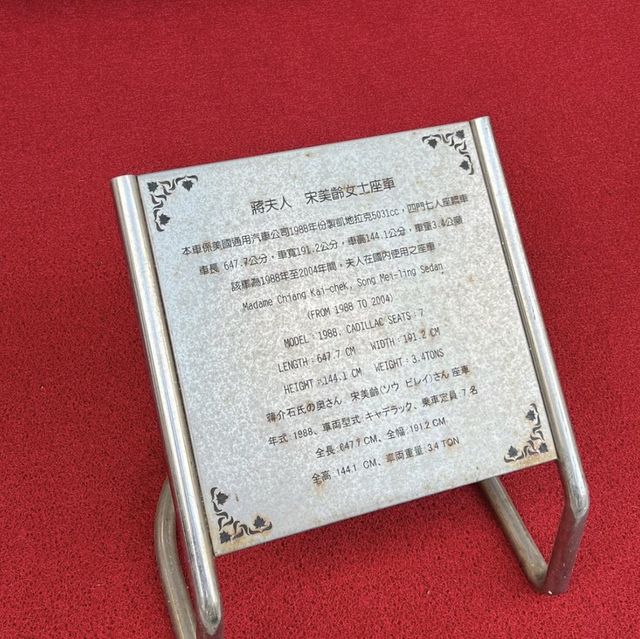 蔣夫人 宋美齡女士座車
本車係美國通用汽車公司1988年份製凱地拉克5031cc，四門七人座轎車
車長 647.7公分，車寬191.2公分，車高144.1公分，車重3.4公噸
該車為1988年至2004年間，夫人在國內使用之座車
Madame Chiang Kai-chek, Song Mei-ling Sedan
(FROM 1988 TO 2004)
MODEL：1988, CADILLAC SEATS：7
LENGTH：647.7 CM WIDTH：191.2 CM
HEIGHT：144.1 CM WEIGHT：3.4TONS
蒋介石氏の奥さん 宋美齢(ソウ ビレイ)さん 座車
年式：1988、車両型式：キャデラック、乗車定員：7 名
全長：647.7 CM、全幅：191.2 CM
全高：144.1 CM、車両重量：3.4 TON